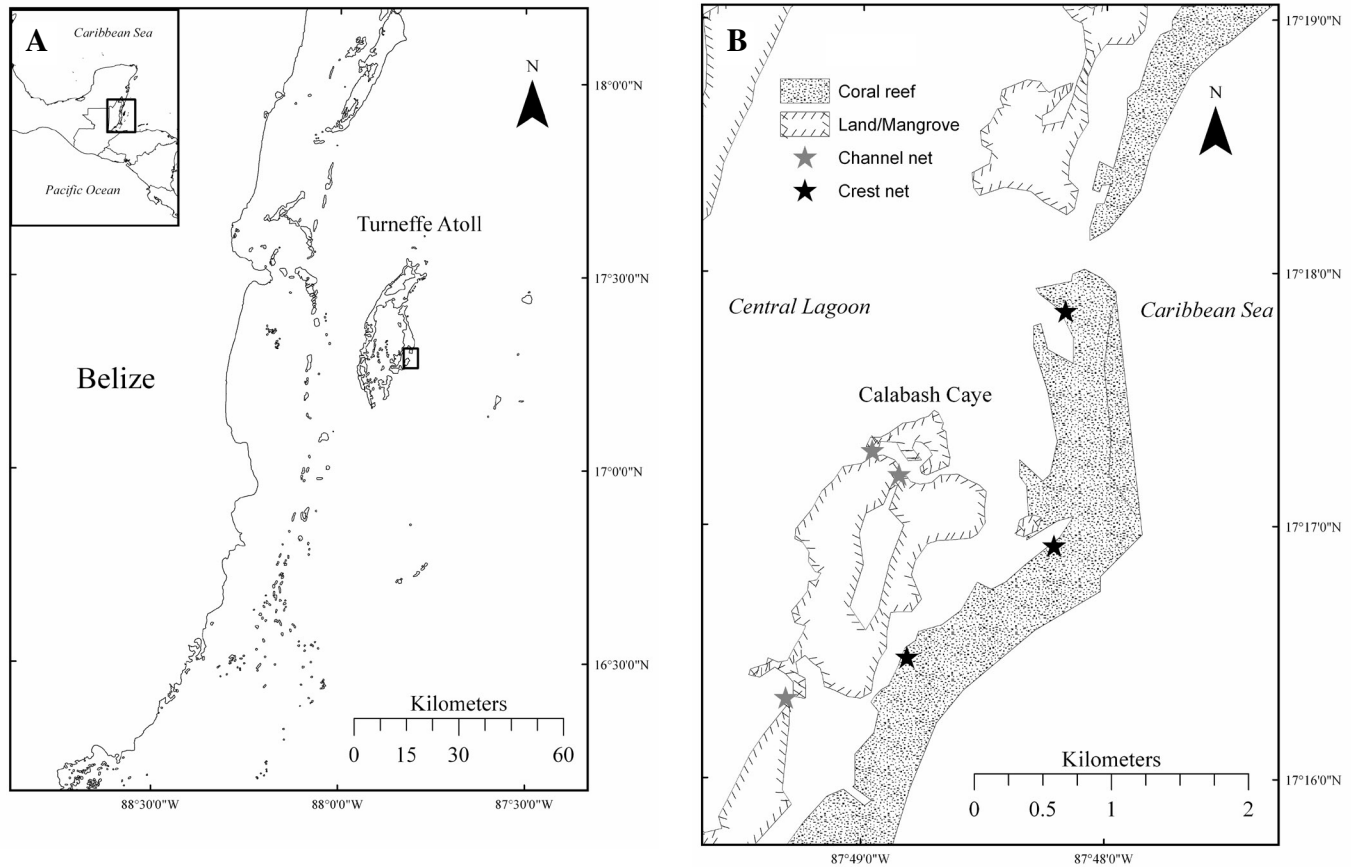 A
Caribbean Sea
Pacific Ocean
N
18°0'0"N
Turneffe Atoll
17°30'0"N
Belize
17°0'0"N
16°30'0"N
Kilometers
0 15 30 60
88°30'0"W 88°0'0"W 87°30'0"W
B
17°19'0"N
Coral reef
Land/Mangrove
Channel net
Crest net
N
17°18'0"N
Central Lagoon
Caribbean Sea
Calabash Caye
17°17'0"N
Kilometers
17°16'0"N
0 0.5 1 2
87°49'0"W 87°48'0"W